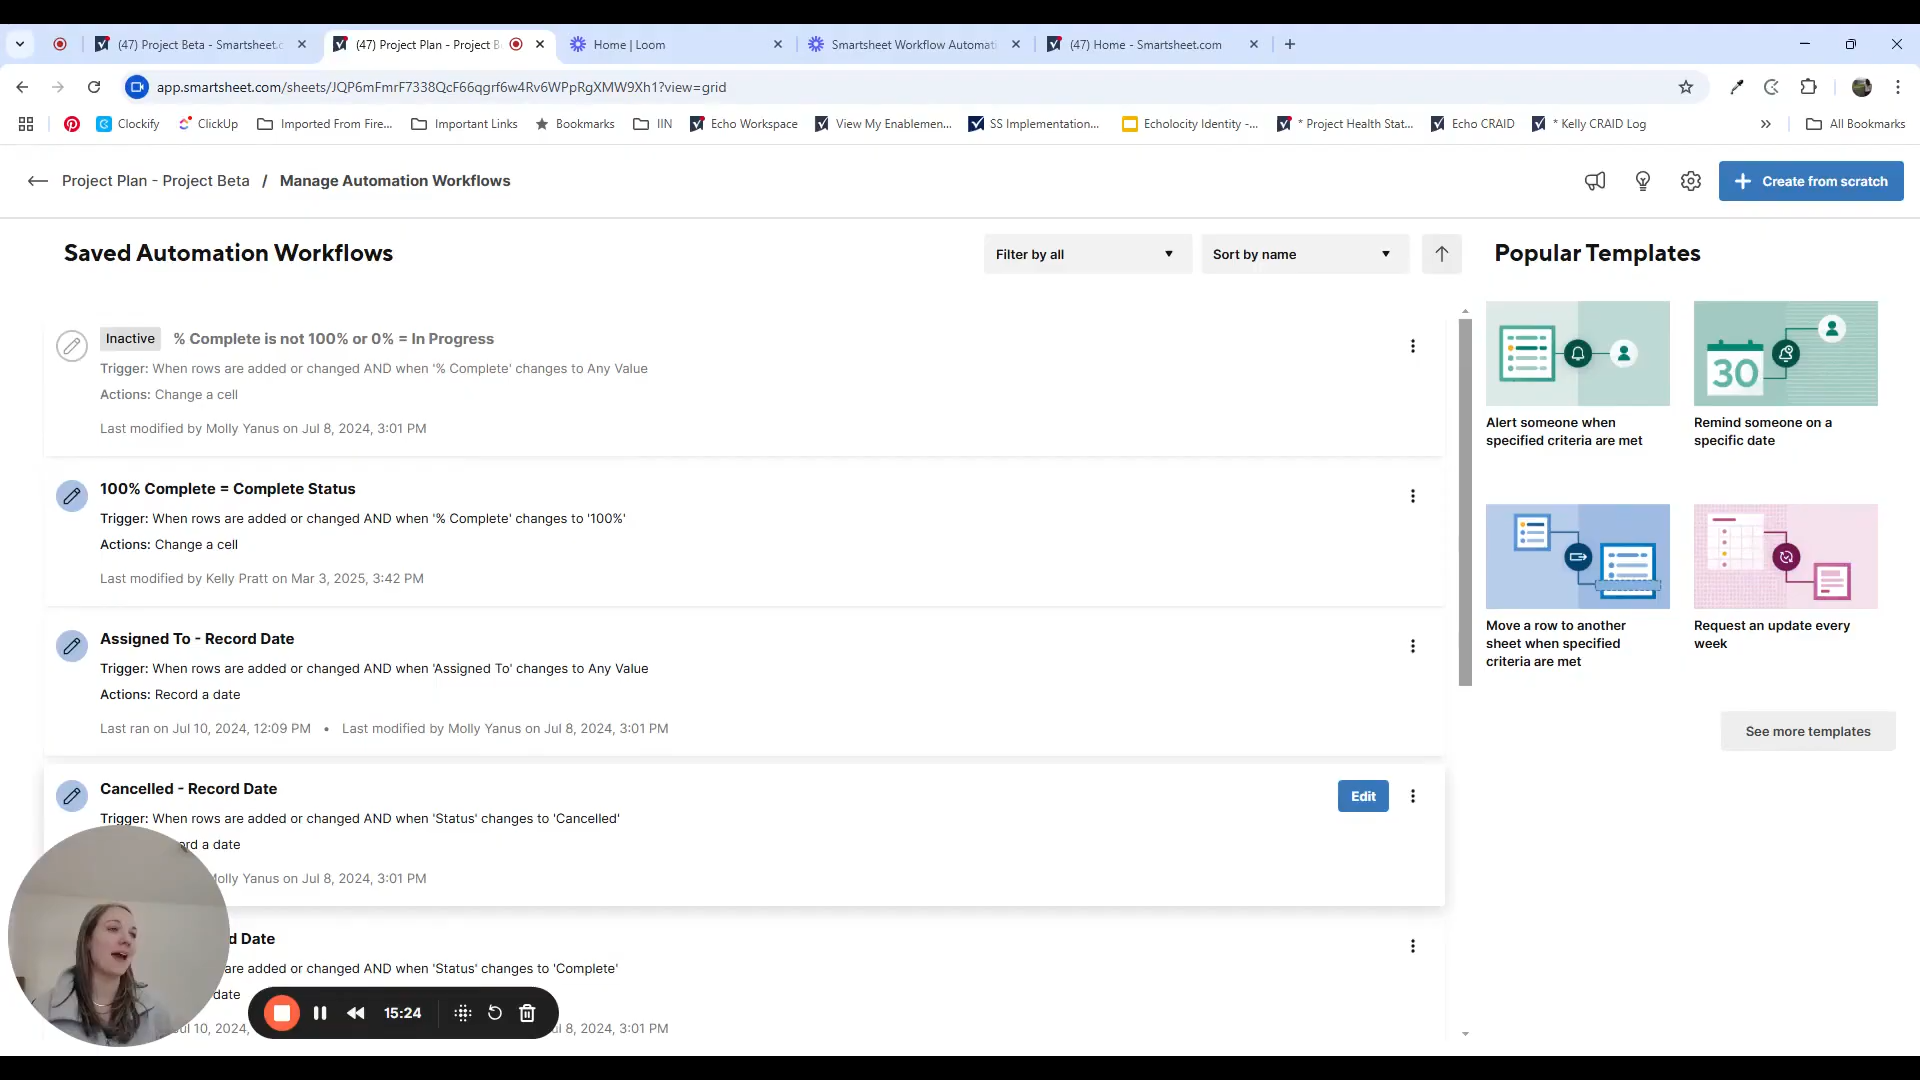 (47) Project Beta - Smartsheet.c
(47) Project Plan - Project B
Home | Loom
Smartsheet Workflow Automati
(47) Home - Smartsheet.com
app.smartsheet.com/sheets/JQP6mFmrF7338QcF66qgrf6w4Rv6WPpRgXMW9Xh1?view=grid
Clockify
ClickUp
Imported From Fire...
Important Links
Bookmarks
IIN
Echo Workspace
View My Enablemen...
SS Implementation...
Echolocity Identity -...
* Project Health Stat...
Echo CRAID
* Kelly CRAID Log
All Bookmarks
Project Plan - Project Beta / Manage Automation Workflows
Create from scratch
Saved Automation Workflows
Filter by all
Sort by name
Popular Templates
Inactive % Complete is not 100% or 0% = In Progress
Trigger: When rows are added or changed AND when '% Complete' changes to Any Value
Actions: Change a cell
Last modified by Molly Yanus on Jul 8, 2024, 3:01 PM
100% Complete = Complete Status
Trigger: When rows are added or changed AND when '% Complete' changes to '100%'
Actions: Change a cell
Last modified by Kelly Pratt on Mar 3, 2025, 3:42 PM
Assigned To - Record Date
Trigger: When rows are added or changed AND when 'Assigned To' changes to Any Value
Actions: Record a date
Last ran on Jul 10, 2024, 12:09 PM • Last modified by Molly Yanus on Jul 8, 2024, 3:01 PM
Cancelled - Record Date
Edit
Trigger: When rows are added or changed AND when 'Status' changes to 'Cancelled'
ord a date
Molly Yanus on Jul 8, 2024, 3:01 PM
d Date
are added or changed AND when 'Status' changes to 'Complete'
date
Jul 10, 2024,
ul 8, 2024, 3:01 PM
15:24
Alert someone when
specified criteria are met
30
Remind someone on a
specific date
Move a row to another
sheet when specified
criteria are met
Request an update every
week
See more templates